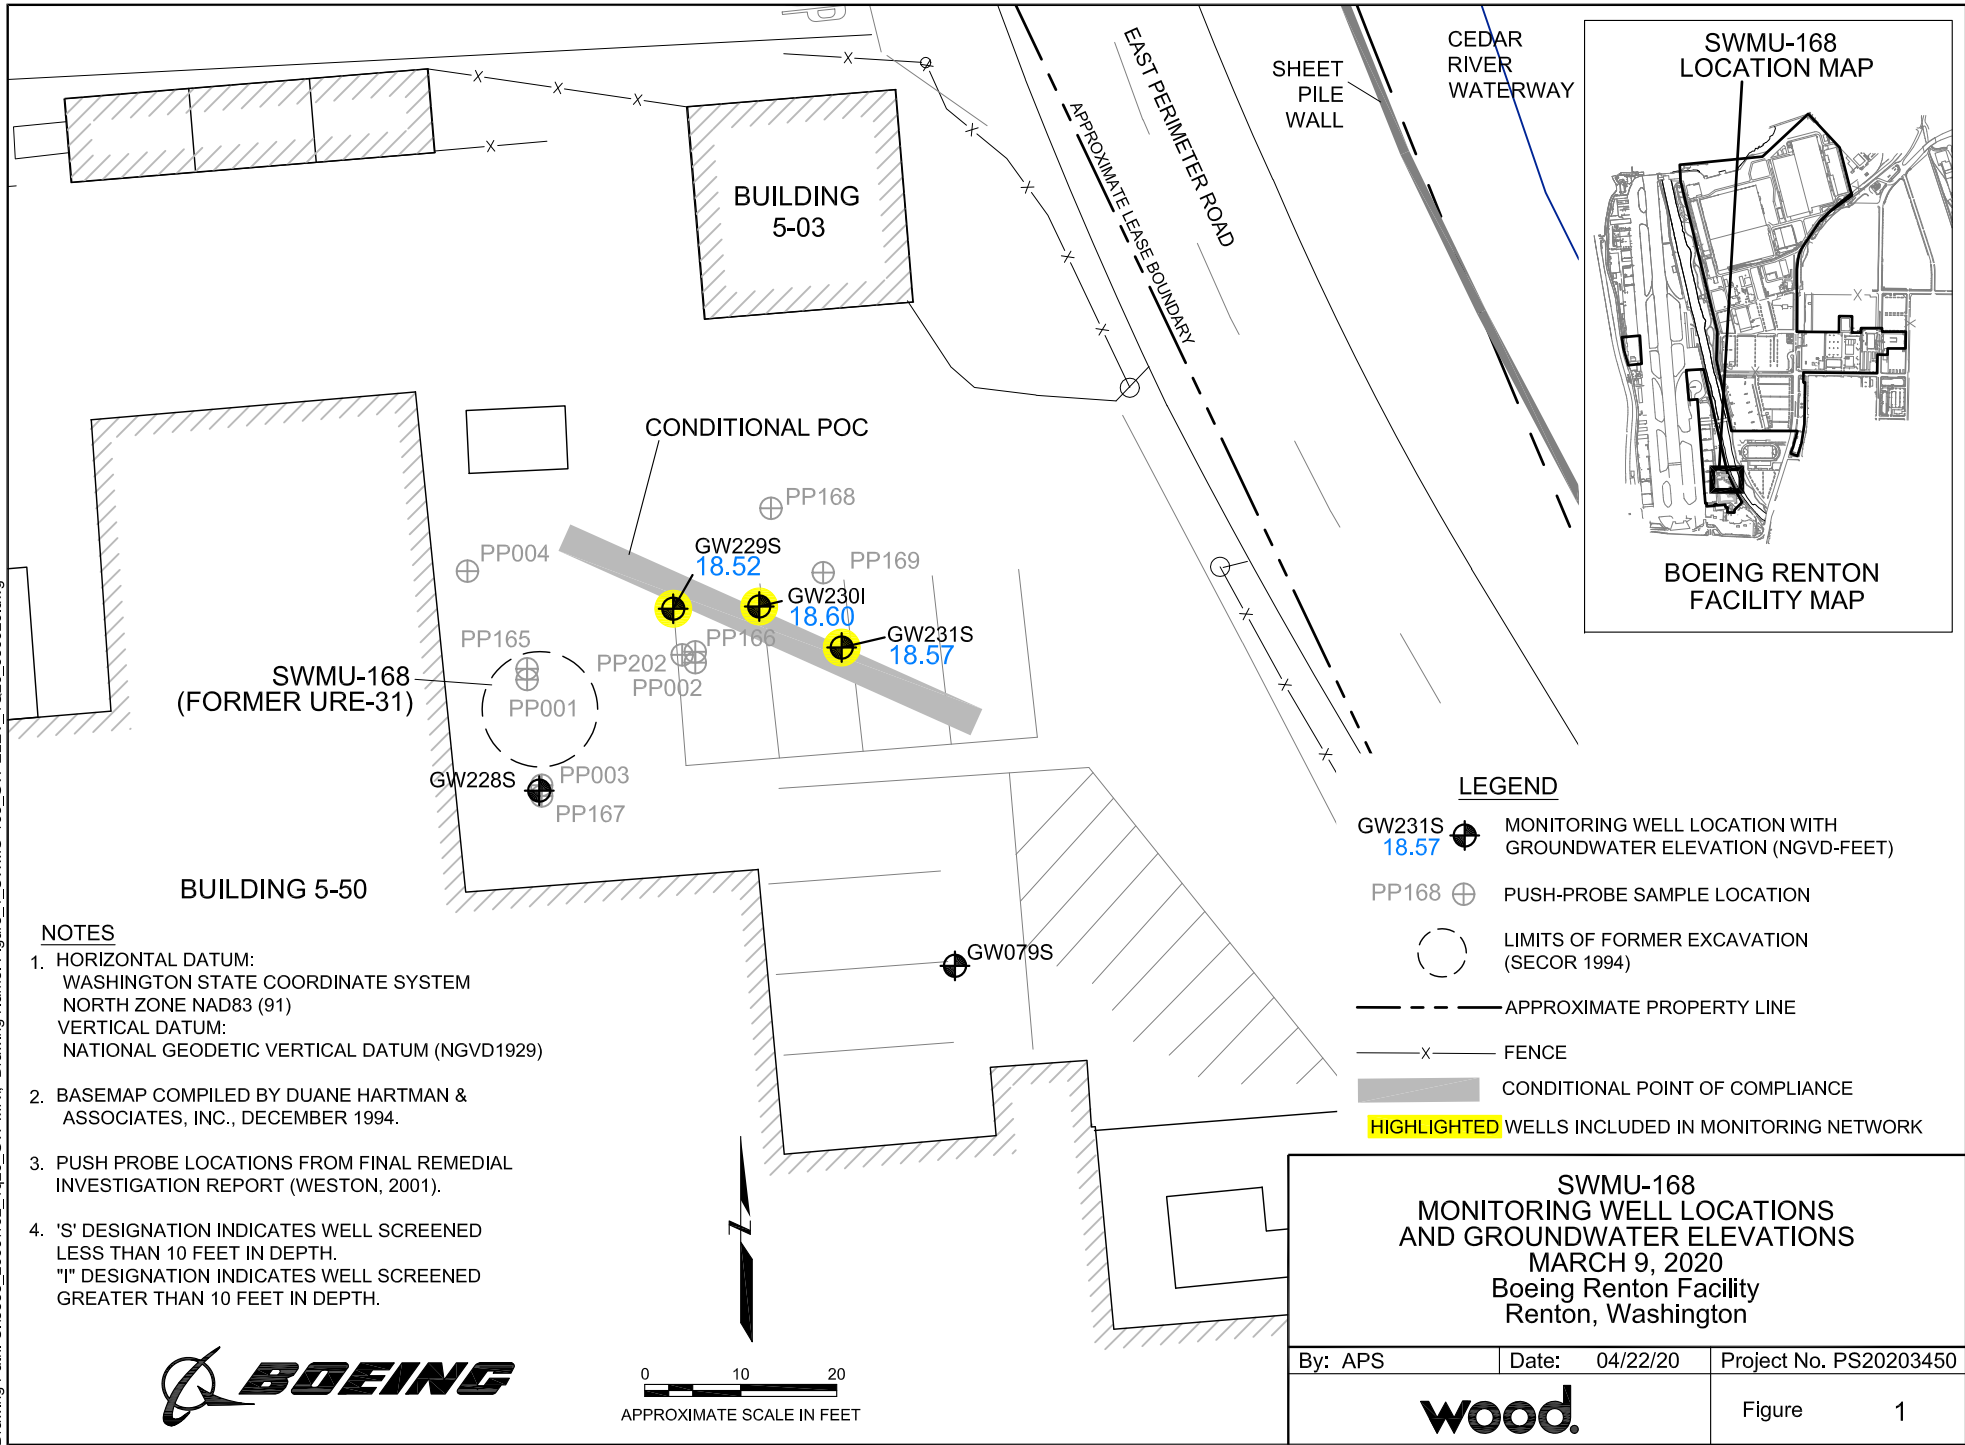 BUILDING
5-03
EAST PERIMETER ROAD
APPROXIMATE LEASE BOUNDARY
SHEET
PILE
WALL
CEDAR
RIVER
WATERWAY
SWMU-168
LOCATION MAP
BOEING RENTON
FACILITY MAP
CONDITIONAL POC
PP168
PP004
GW229S
18.52
PP169
GW230I
18.60
GW231S
18.57
PP165
PP166
PP202
PP002
SWMU-168
(FORMER URE-31)
PP001
GW228S
PP003
PP167
BUILDING 5-50
GW079S
NOTES
1. HORIZONTAL DATUM:
WASHINGTON STATE COORDINATE SYSTEM
NORTH ZONE NAD83 (91)
VERTICAL DATUM:
NATIONAL GEODETIC VERTICAL DATUM (NGVD1929)
2. BASEMAP COMPILED BY DUANE HARTMAN &
ASSOCIATES, INC., DECEMBER 1994.
3. PUSH PROBE LOCATIONS FROM FINAL REMEDIAL
INVESTIGATION REPORT (WESTON, 2001).
4. 'S' DESIGNATION INDICATES WELL SCREENED
LESS THAN 10 FEET IN DEPTH.
"I" DESIGNATION INDICATES WELL SCREENED
GREATER THAN 10 FEET IN DEPTH.
BOEING
Z
0 10 20
APPROXIMATE SCALE IN FEET
LEGEND
GW231S
18.57
MONITORING WELL LOCATION WITH
GROUNDWATER ELEVATION (NGVD-FEET)
PP168 PUSH-PROBE SAMPLE LOCATION
LIMITS OF FORMER EXCAVATION
(SECOR 1994)
APPROXIMATE PROPERTY LINE
X FENCE
CONDITIONAL POINT OF COMPLIANCE
HIGHLIGHTED WELLS INCLUDED IN MONITORING NETWORK
SWMU-168
MONITORING WELL LOCATIONS
AND GROUNDWATER ELEVATIONS
MARCH 9, 2020
Boeing Renton Facility
Renton, Washington
By: APS Date: 04/22/20 Project No. PS20203450
wood.
Figure 1